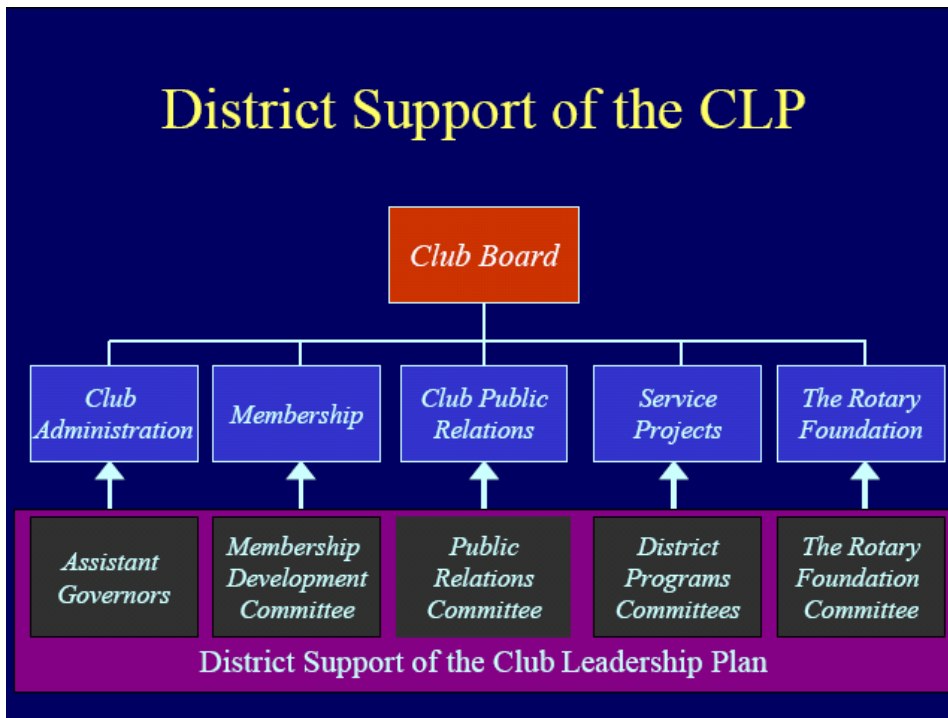 District Support of the CLP
Club Board
Club
Administration
Membership
Club Public
Relations
Service
Projects
The Rotary
Foundation
Assistant
Governors
Membership
Development
Committee
Public
Relations
Committee
District
Programs
Committees
The Rotary
Foundation
Committee
District Support of the Club Leadership Plan